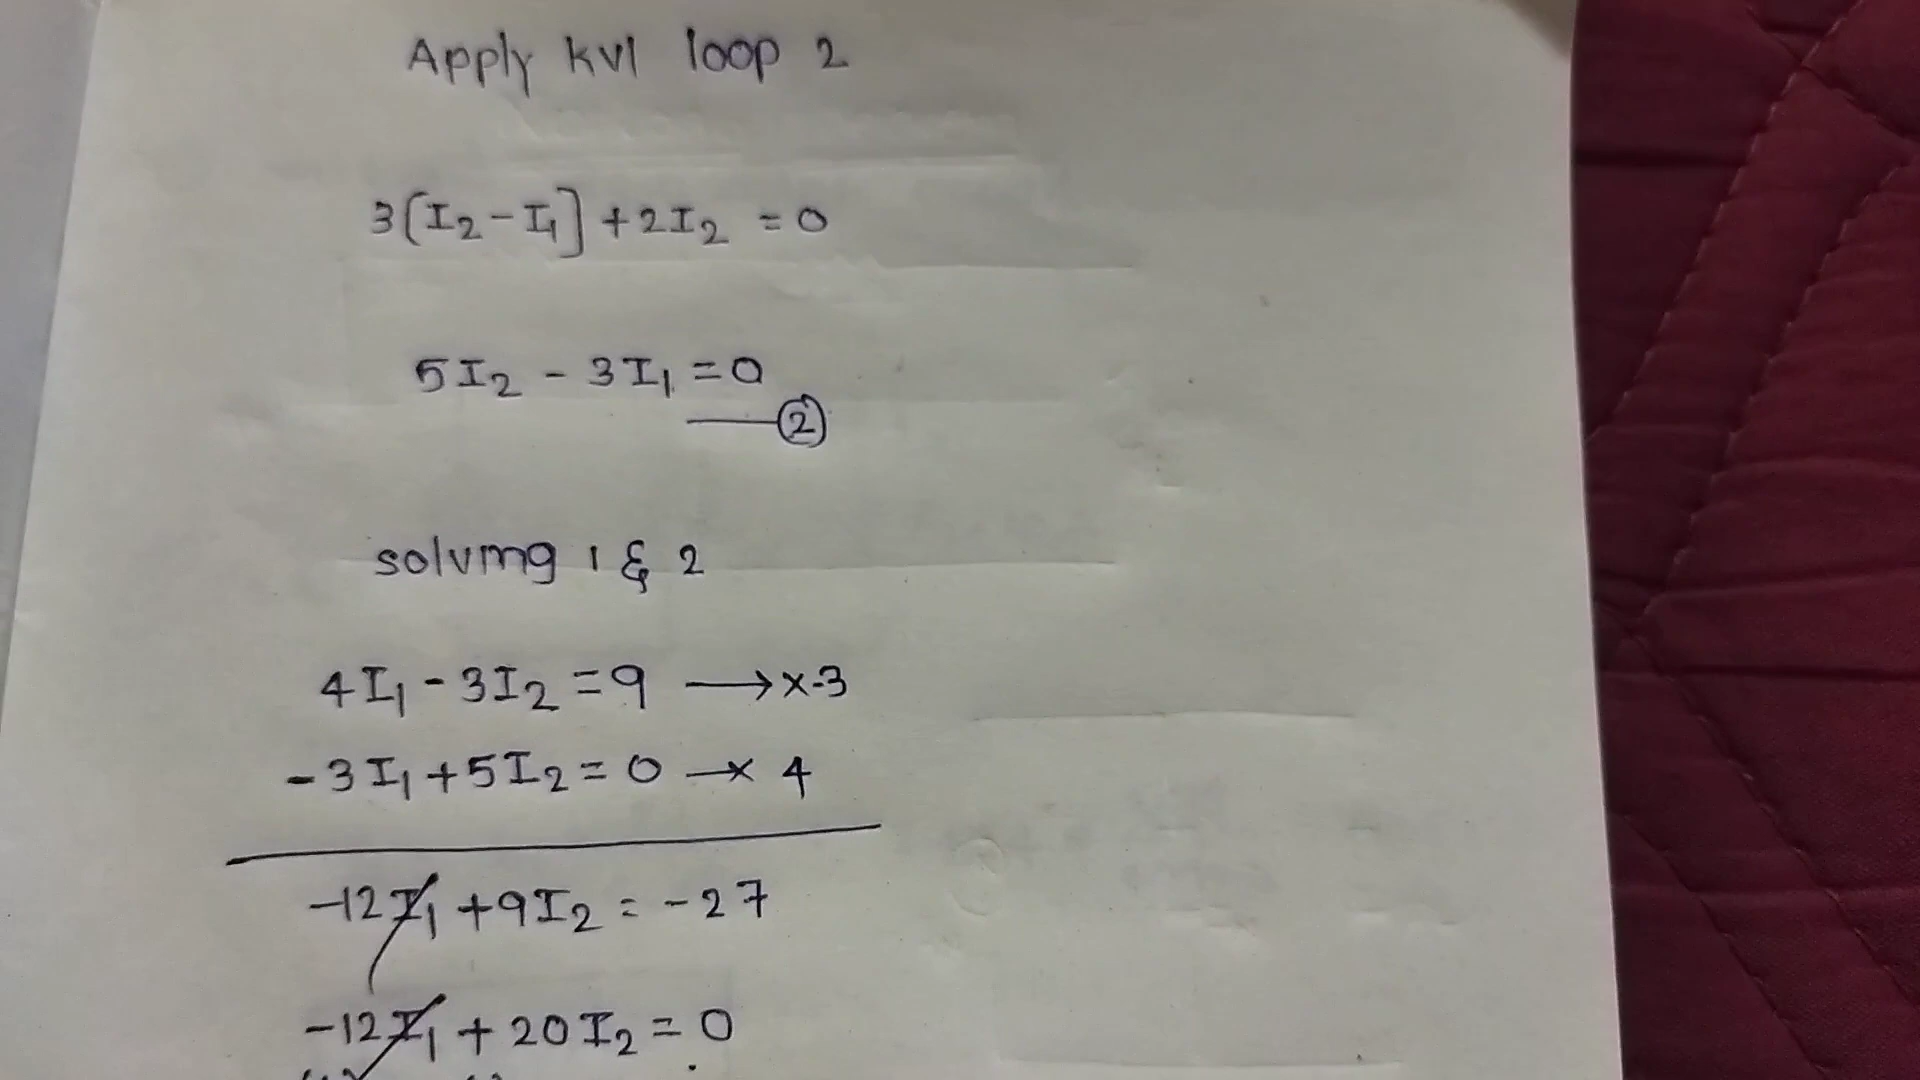 Apply kvl loop 2
3(I₂-I₁] +2I₂ =0
5I₂ - 3I₁ =0
——②
solving 1 & 2
4I₁ - 3I₂ =9 ⟶x-3
-3I₁ +5I₂ = 0 —x 4
-12I₁ +9I₂ = -27
-12I₁ + 20I₂ = 0